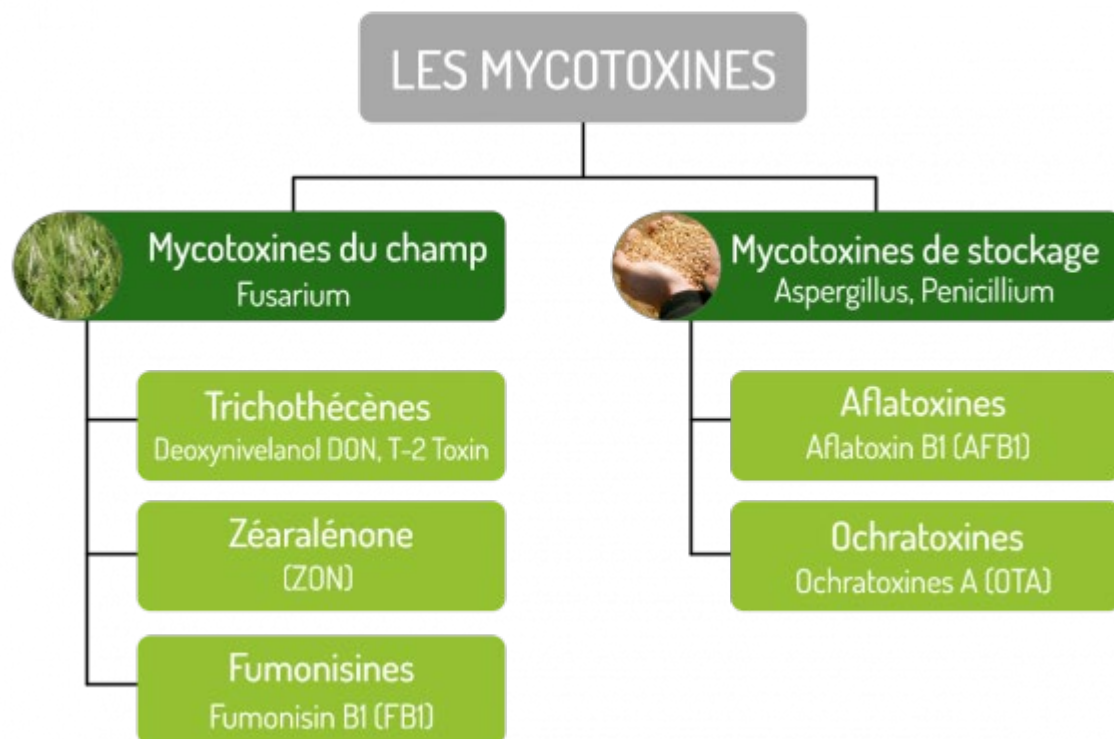 LES MYCOTOXINES
Mycotoxines du champ
Fusarium
Trichothécènes
Deoxynivelanol DON, T-2 Toxin
Zéaralénone
(ZON)
Fumonisines
Fumonisin B1 (FB1)
Mycotoxines de stockage
Aspergillus, Penicillium
Aflatoxines
Aflatoxin B1 (AFB1)
Ochratoxines
Ochratoxines A (OTA)